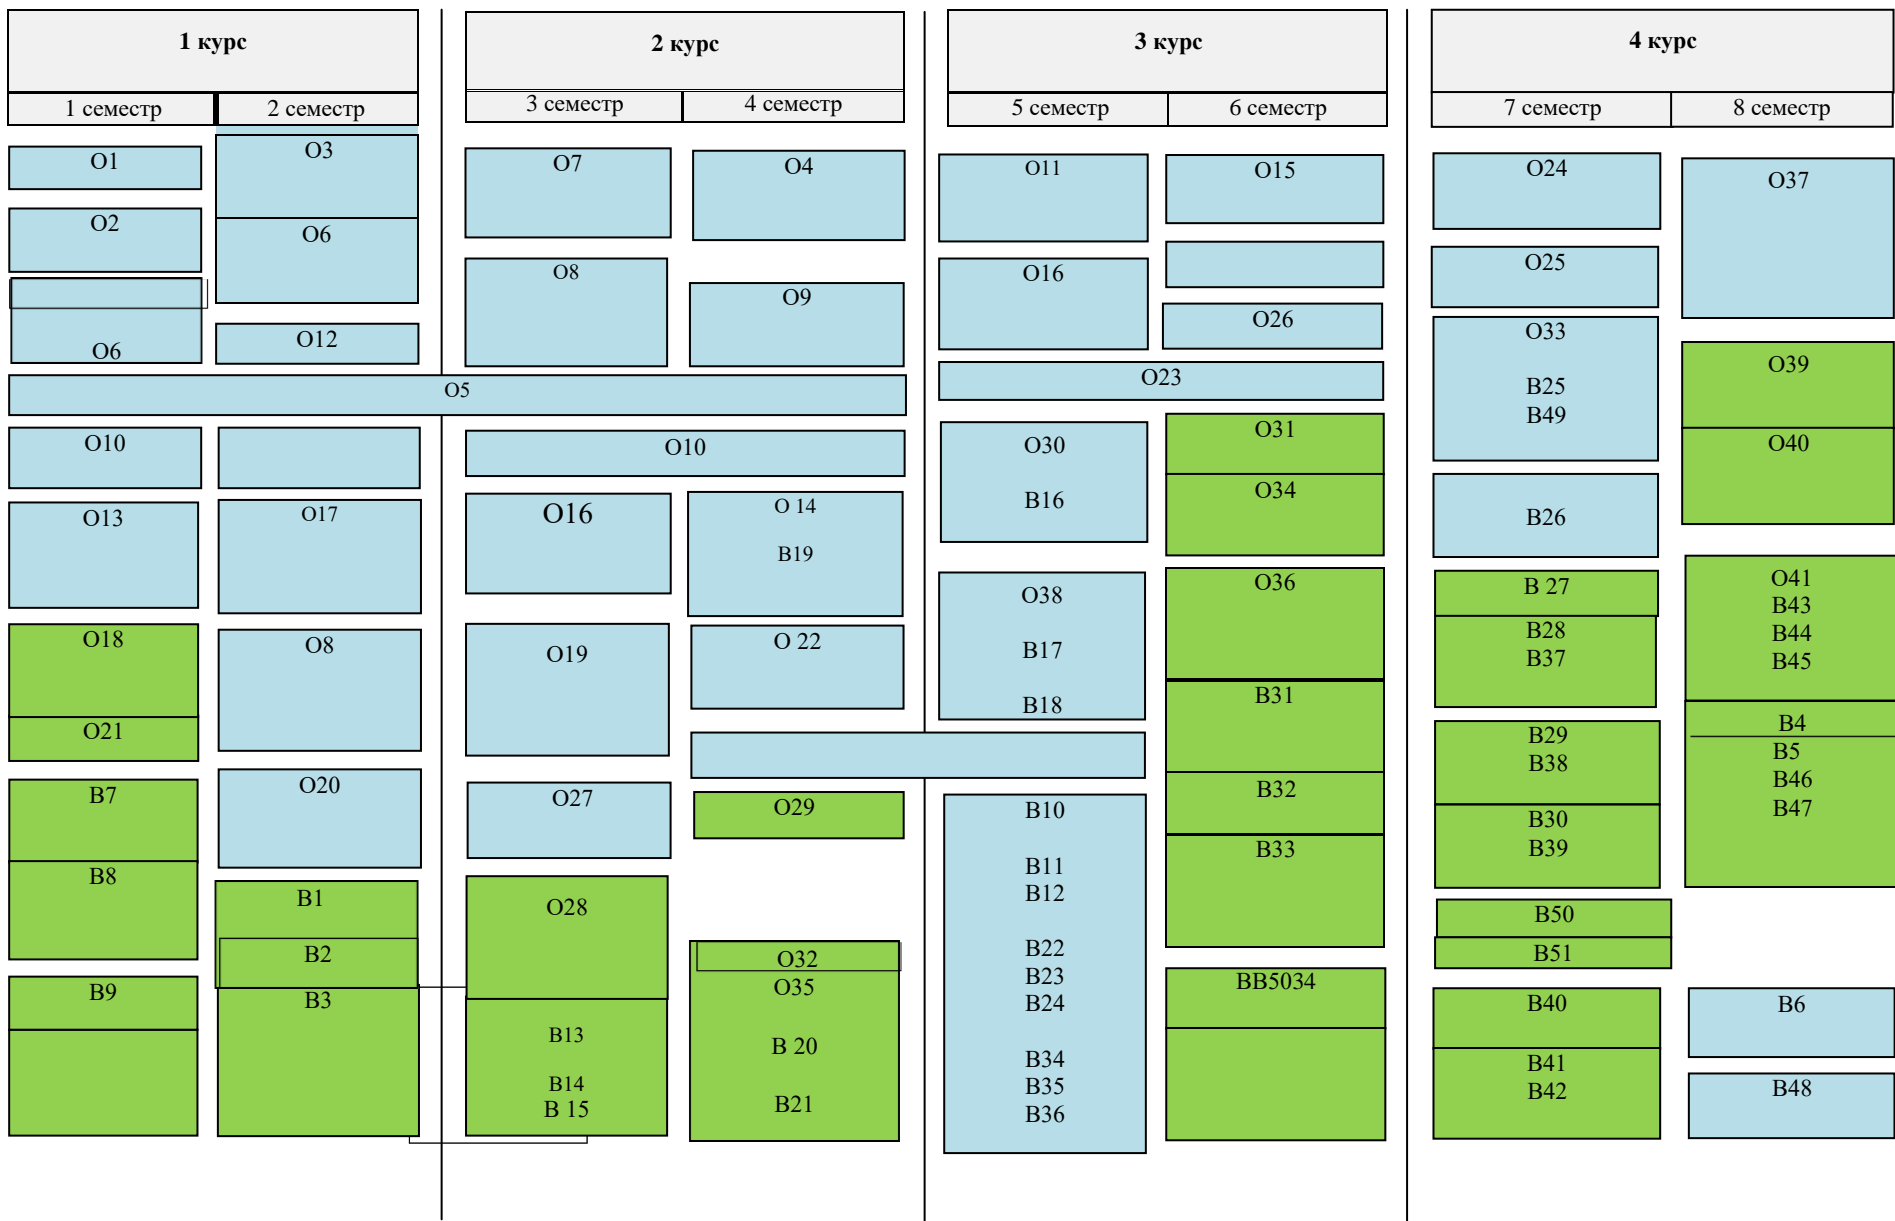 1 курс
1 семестр
2 семестр
О1
О2
О6
О3
О6
О12
О5
О10
О13
О17
О18
О21
О8
О20
В7
В8
В9
В1
В2
В3
2 курс
3 семестр
4 семестр
О7
О4
О8
О9
О10
О16
О 14
В19
О19
О 22
О27
О29
О28
В13
В14
В 15
О32
О35
В 20
В21
3 курс
5 семестр
6 семестр
О11
О15
О16
О26
О23
О30
В16
О31
О34
О38
В17
В18
О36
В31
В32
В33
В10
В11
В12
В22
В23
В24
В34
В35
В36
ВВ5034
4 курс
7 семестр
8 семестр
О24
О25
О33
В25
В49
В26
В 27
В28
В37
В29
В38
В30
В39
В50
В51
В40
В41
В42
О37
О39
О40
О41
В43
В44
В45
В4
В5
В46
В47
В6
В48